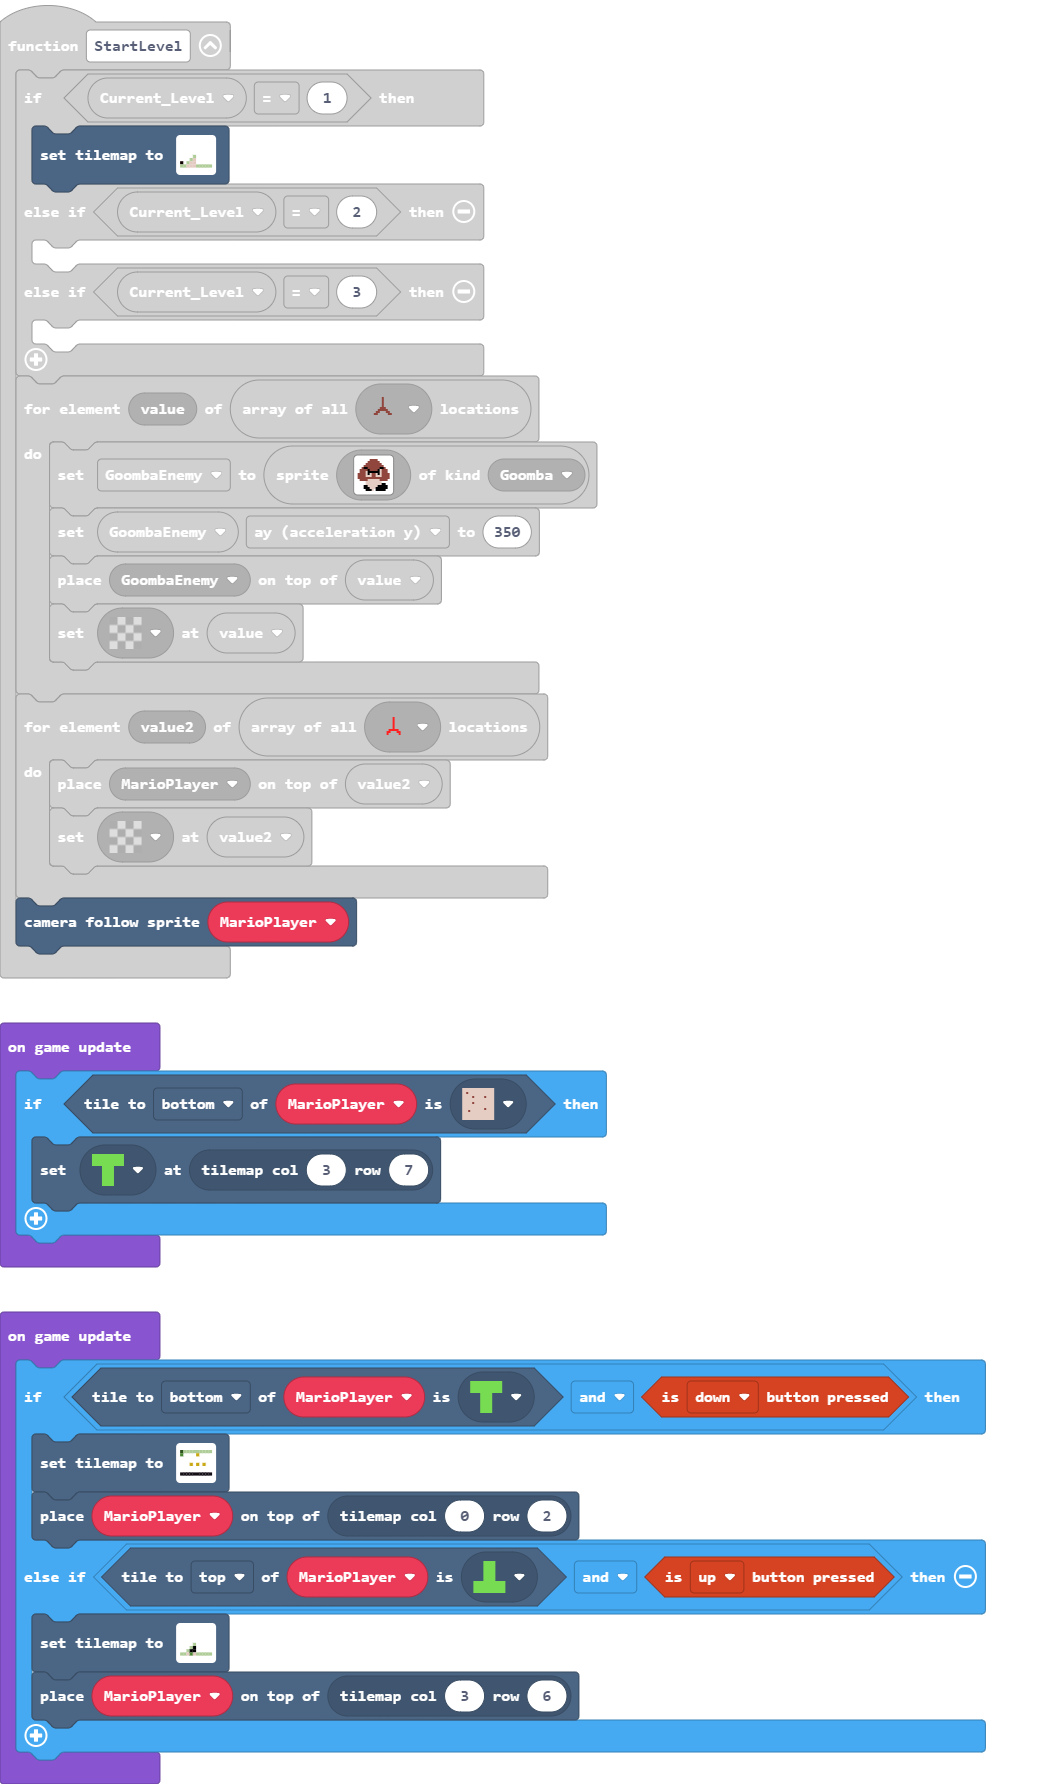 function StartLevel
if Current_Level = 1 then
set tilemap to
else if Current_Level = 2 then
else if Current_Level = 3 then
for element value of array of all locations
do
set GoombaEnemy to sprite of kind Goomba
set GoombaEnemy ay (acceleration y) to 350
place GoombaEnemy on top of value
set at value
for element value2 of array of all locations
do
place MarioPlayer on top of value2
set at value2
camera follow sprite MarioPlayer
on game update
if tile to bottom of MarioPlayer is then
set at tilemap col 3 row 7
on game update
if tile to bottom of MarioPlayer is and is down button pressed then
set tilemap to
place MarioPlayer on top of tilemap col 0 row 2
else if tile to top of MarioPlayer is and is up button pressed then
set tilemap to
place MarioPlayer on top of tilemap col 3 row 6